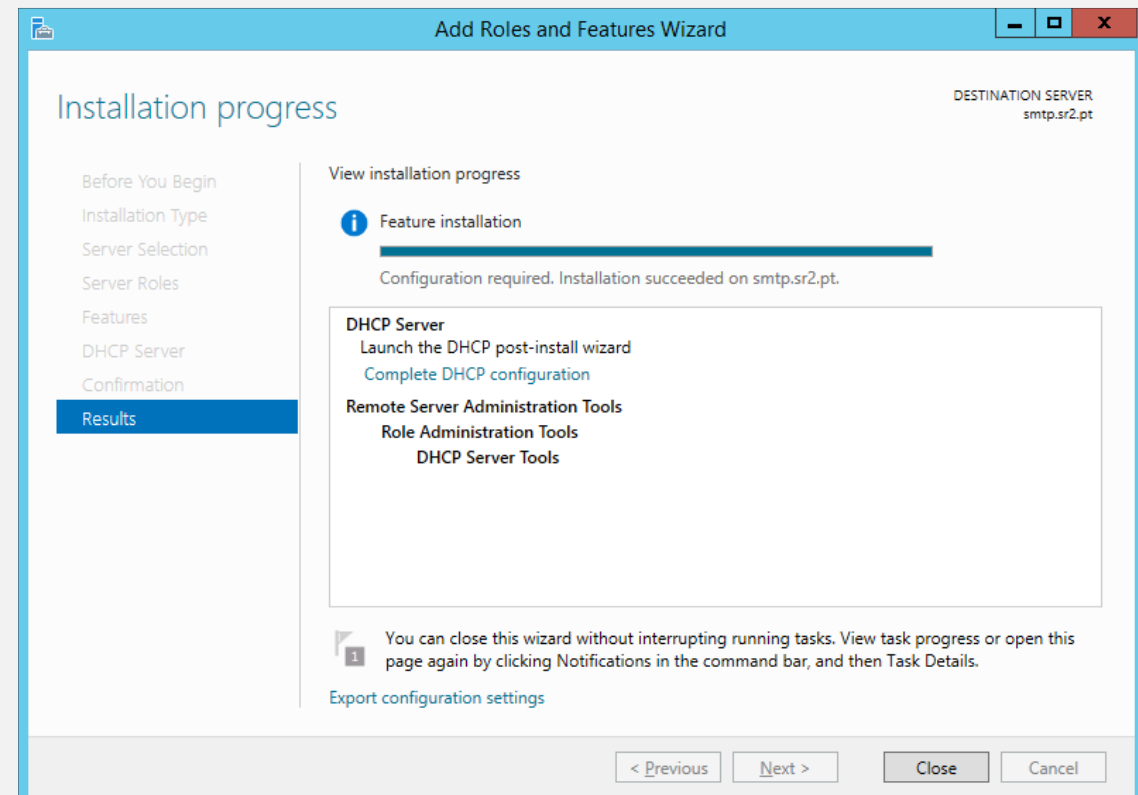 Add Roles and Features Wizard
Installation progress
DESTINATION SERVER
smtp.sr2.pt
Before You Begin
Installation Type
Server Selection
Server Roles
Features
DHCP Server
Confirmation
Results
View installation progress
Feature installation
Configuration required. Installation succeeded on smtp.sr2.pt.
DHCP Server
Launch the DHCP post-install wizard
Complete DHCP configuration
Remote Server Administration Tools
Role Administration Tools
DHCP Server Tools
1
You can close this wizard without interrupting running tasks. View task progress or open this
page again by clicking Notifications in the command bar, and then Task Details.
Export configuration settings
< Previous
Next >
Close
Cancel